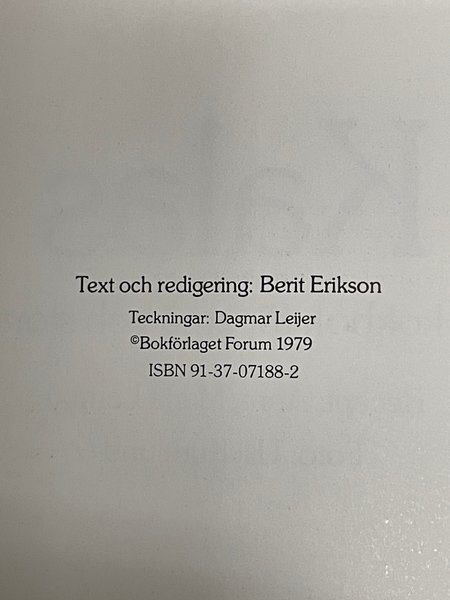 Text och redigering: Berit Erikson
Teckningar: Dagmar Leijer
©Bokförlaget Forum 1979
ISBN 91-37-07188-2